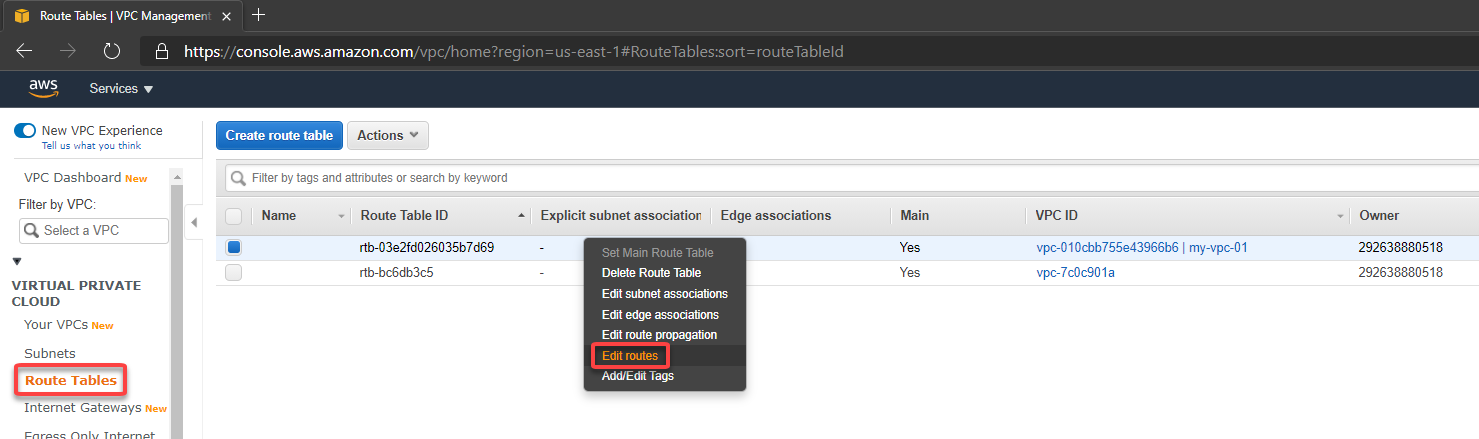 Route Tables | VPC Management
https://console.aws.amazon.com/vpc/home?region=us-east-1#RouteTables:sort=routeTableId
aws
Services
New VPC Experience
Tell us what you think
Create route table
Actions
VPC Dashboard New
Filter by tags and attributes or search by keyword
Filter by VPC:
Select a VPC
Name Route Table ID Explicit subnet association Edge associations Main VPC ID Owner
rtb-03e2fd026035b7d69 - Yes vpc-010cbb755e43966b6 | my-vpc-01 292638880518
rtb-bc6db3c5 - Yes vpc-7c0c901a 292638880518
Set Main Route Table
Delete Route Table
Edit subnet associations
Edit edge associations
Edit route propagation
Edit routes
Add/Edit Tags
VIRTUAL PRIVATE
CLOUD
Your VPCs New
Subnets
Route Tables
Internet Gateways New
Egress Only Internet